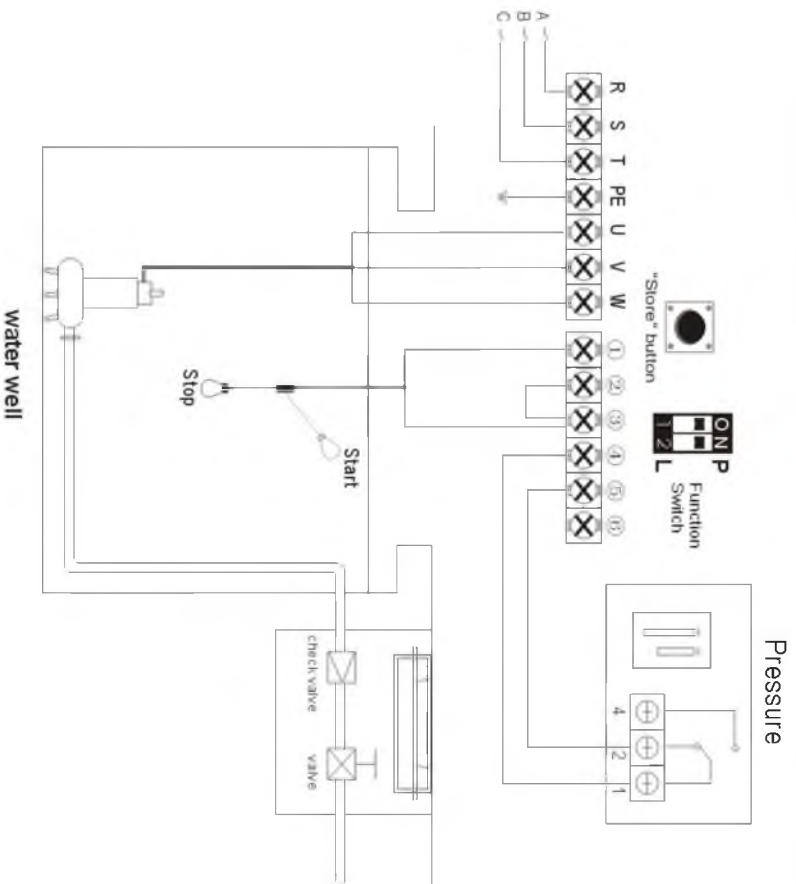 A
B
C
R
S
T
PE
U
V
W
①
②
③
④
⑤
⑥
"Store" button
ON
1 2
L
P
Function
Switch
Pressure
4
2
1
Stop
Start
water well
check valve
valve